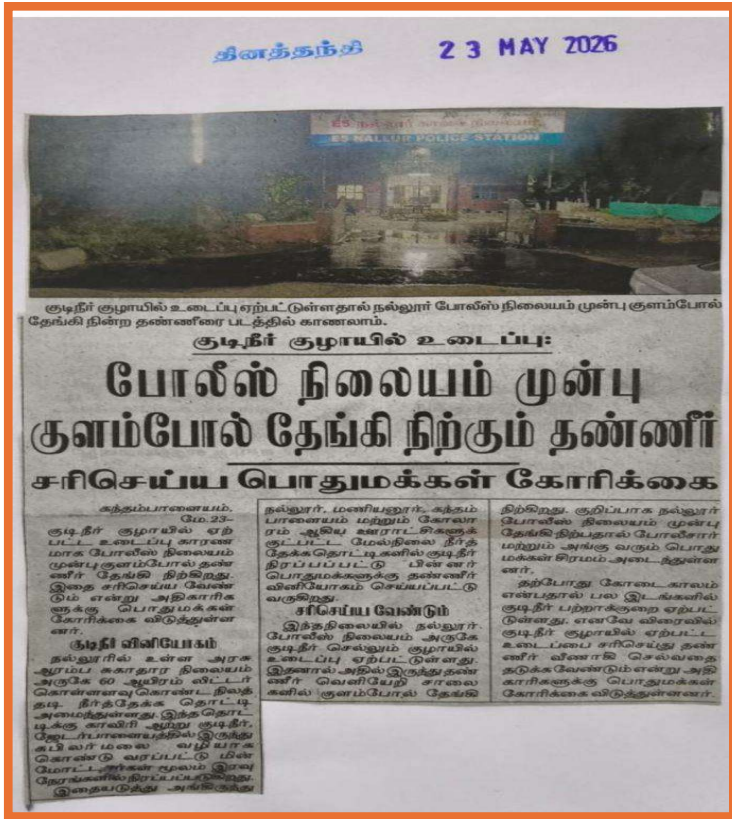 தினத்தந்தி
23 MAY 2026
E5 நல்லூர் காவல் நிலையம்
E5 NALLUR POLICE STATION
குடிநீர் குழாயில் உடைப்பு ஏற்பட்டுள்ளதால் நல்லூர் போலீஸ் நிலையம் முன்பு குளம்போல்
தேங்கி நின்ற தண்ணீரை படத்தில் காணலாம்.
குடிநீர் குழாயில் உடைப்பு:
போலீஸ் நிலையம் முன்பு
குளம்போல் தேங்கி நிற்கும் தண்ணீர்
சரிசெய்ய பொதுமக்கள் கோரிக்கை
கந்தம்பாளையம்,
மே.23-
குடிநீர் குழாயில் ஏற்
பட்ட உடைப்பு காரண
மாக போலீஸ் நிலையம்
முன்பு குளம்போல் தண்
ணீர் தேங்கி நிற்கிறது.
இதை சரிசெய்ய வேண்
டும் என்று அதிகாரிக
ளுக்கு பொதுமக்கள்
கோரிக்கை விடுத்துள்ள
னர்.
குடிநீர் வினியோகம்
நல்லூரில் உள்ள அரசு
ஆரம்ப சுகாதார நிலையம்
அருகே 60 ஆயிரம் லிட்டர்
கொள்ளளவு கொண்ட நிலத்
தடி நீர்த்தேக்க தொட்டி
அமைந்துள்ளது. இந்த தொட்
டிக்கு காவிரி ஆற்று குடிநீர்,
ஜேடர்பாளையத்தில் இருந்து
கபிலர்மலை வழியாக
கொண்டு வரப்பட்டு மின்
மோட்டார்கள் மூலம் இரவு
நேரங்களில் நிரப்பப்படுகிறது.
இதையடுத்து அங்கிருந்து
நல்லூர், மணியனூர், கந்தம்
பாளையம் மற்றும் கோலா
ரம் ஆகிய ஊராட்சிகளுக்
குட்பட்ட மேல்நிலை நீர்த்
தேக்கதொட்டிகளில் குடிநீர்
நிரப்பப்பட்டு பின்னர்
பொதுமக்களுக்கு தண்ணீர்
வினியோகம் செய்யப்பட்டு
வருகிறது.
சரிசெய்ய வேண்டும்
இந்தநிலையில் நல்லூர்
போலீஸ் நிலையம் அருகே
குடிநீர் செல்லும் குழாயில்
உடைப்பு ஏற்பட்டுள்ளது.
இதனால் அதில் இருந்து தண்
ணீர் வெளியேறி சாலை
களில் குளம்போல் தேங்கி
நிற்கிறது. குறிப்பாக நல்லூர்
போலீஸ் நிலையம் முன்பு
தேங்கி நிற்பதால் போலீசார்
மற்றும் அங்கு வரும் பொது
மக்கள் சிரமம் அடைந்துள்ள
னர்.
தற்போது கோடைகாலம்
என்பதால் பல இடங்களில்
குடிநீர் பற்றாக்குறை ஏற்பட்
டுள்ளது. எனவே விரைவில்
குடிநீர் குழாயில் ஏற்பட்ட
உடைப்பை சரிசெய்து தண்
ணீர் வீணாகி செல்வதை
தடுக்க வேண்டும் என்று அதி
காரிகளுக்கு பொதுமக்கள்
கோரிக்கை விடுத்துள்ளனர்.